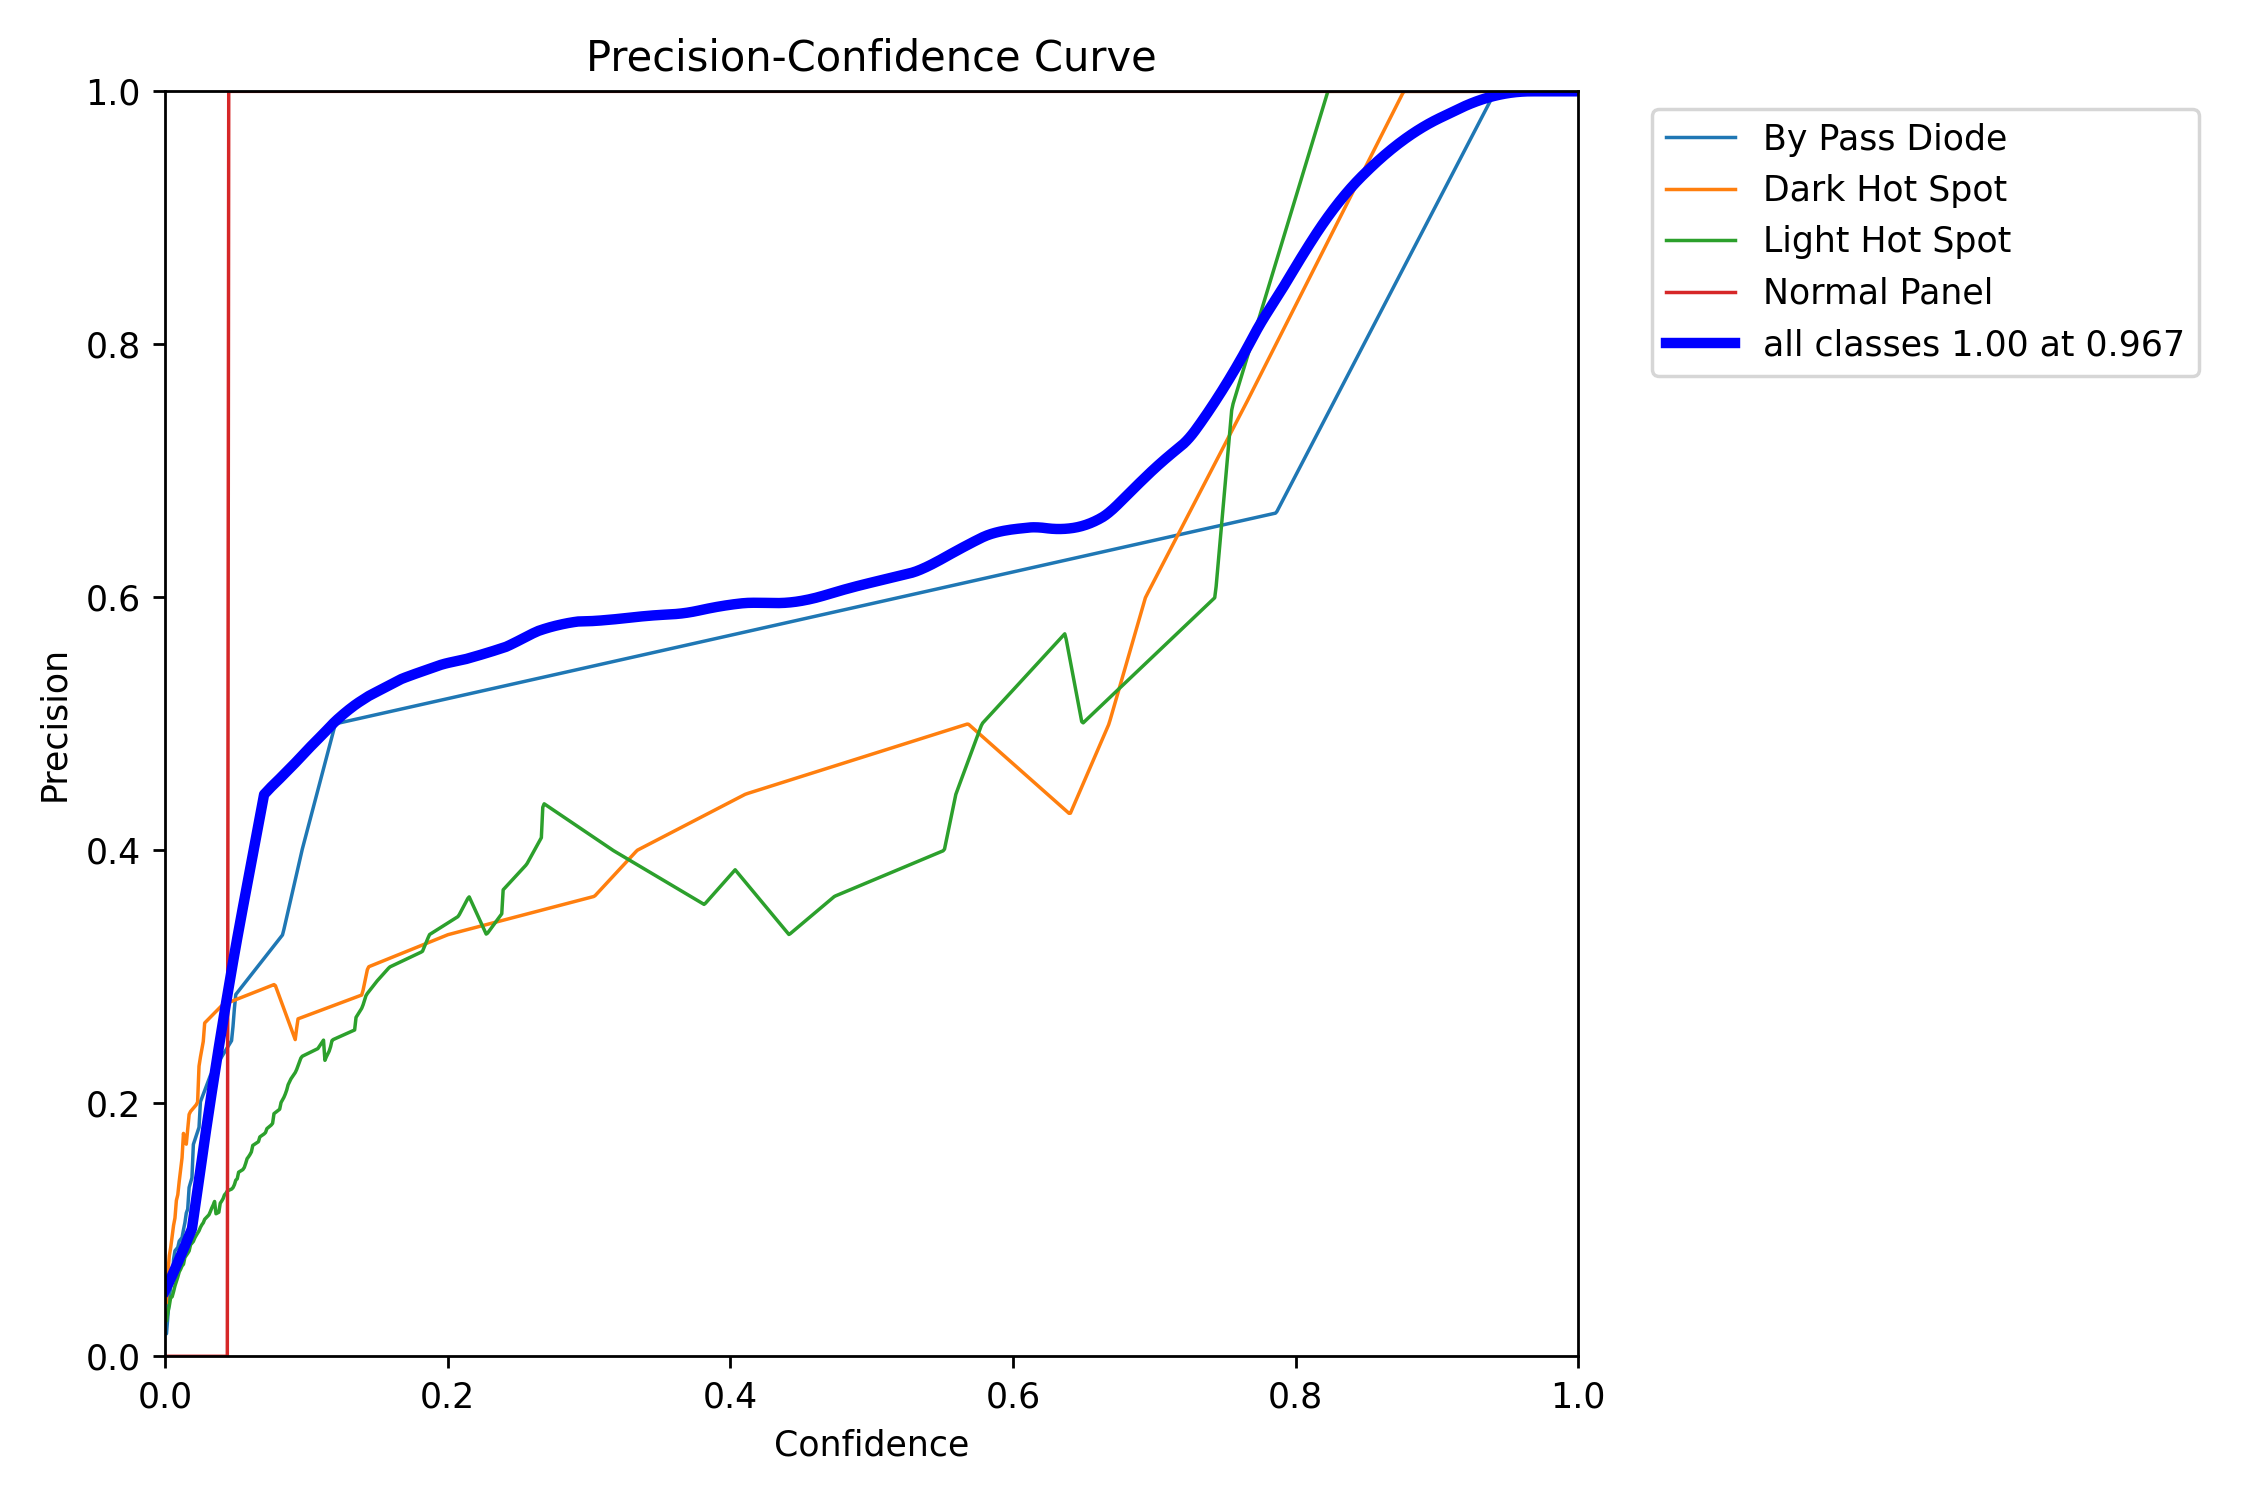 Precision-Confidence Curve
1.0
0.8
0.6
0.4
0.2
0.0
Precision
0.0 0.2 0.4 0.6 0.8 1.0
Confidence
By Pass Diode
Dark Hot Spot
Light Hot Spot
Normal Panel
all classes 1.00 at 0.967